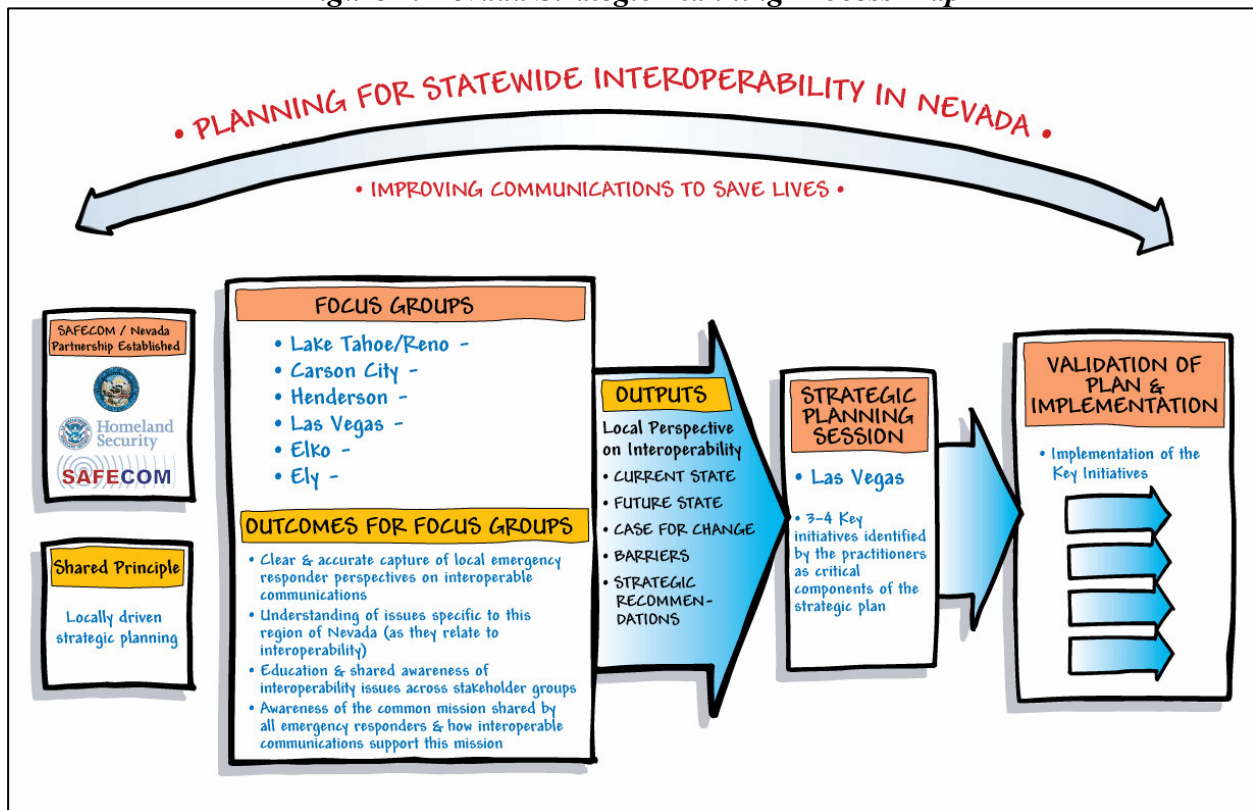 • PLANNING FOR STATEWIDE INTEROPERABILITY IN NEVADA •
• IMPROVING COMMUNICATIONS TO SAVE LIVES •
SAFECOM / Nevada
Partnership Established
Homeland
Security
SAFECOM
Shared Principle
Locally driven
strategic planning
FOCUS GROUPS
• Lake Tahoe/Reno -
• Carson City -
• Henderson -
• Las Vegas -
• Elko -
• Ely -
OUTCOMES FOR FOCUS GROUPS
• Clear & accurate capture of local emergency
responder perspectives on interoperable
communications
• Understanding of issues specific to this
region of Nevada (as they relate to
interoperability)
• Education & shared awareness of
interoperability issues across stakeholder groups
• Awareness of the common mission shared by
all emergency responders & how interoperable
communications support this mission
OUTPUTS
Local Perspective
on Interoperability
• CURRENT STATE
• FUTURE STATE
• CASE FOR CHANGE
• BARRIERS
• STRATEGIC
RECOMMEN-
DATIONS
STRATEGIC
PLANNING
SESSION
• Las Vegas
• 3-4 Key
initiatives identified
by the practitioners
as critical
components of the
strategic plan
VALIDATION OF
PLAN &
IMPLEMENTATION
• Implementation of the
Key Initiatives